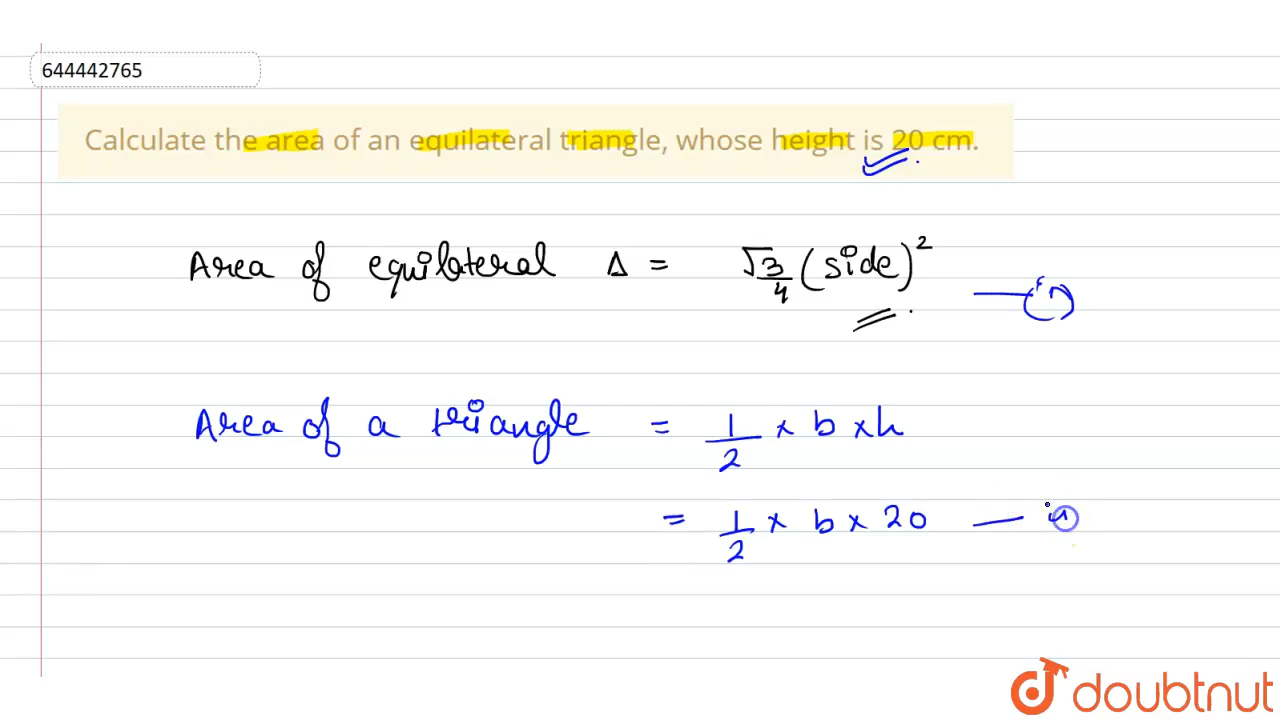 644442765
Calculate the area of an equilateral triangle, whose height is 20 cm.
Area of equilateral Δ = √3/4 (side)²
Area of a triangle = 1/2 × b × h
= 1/2 × b × 20 —
doubtnut